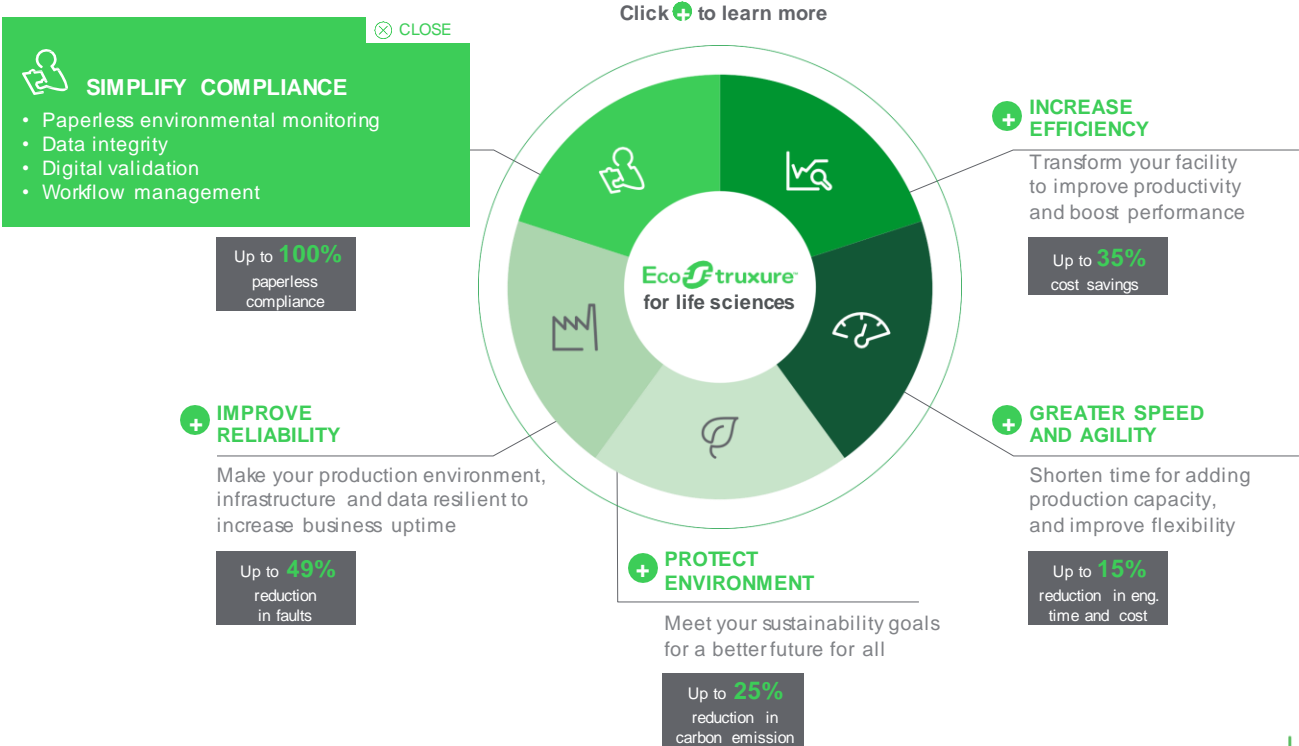 Click + to learn more
CLOSE
SIMPLIFY COMPLIANCE
• Paperless environmental monitoring
• Data integrity
• Digital validation
• Workflow management
Up to 100%
paperless
compliance
INCREASE
EFFICIENCY
Transform your facility
to improve productivity
and boost performance
Up to 35%
cost savings
EcoStruxure™
for life sciences
IMPROVE
RELIABILITY
Make your production environment,
infrastructure and data resilient to
increase business uptime
Up to 49%
reduction
in faults
GREATER SPEED
AND AGILITY
Shorten time for adding
production capacity,
and improve flexibility
Up to 15%
reduction in eng.
time and cost
PROTECT
ENVIRONMENT
Meet your sustainability goals
for a better future for all
Up to 25%
reduction in
carbon emission